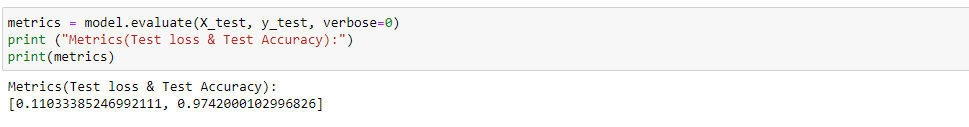 metrics = model.evaluate(X_test, y_test, verbose=0)
print ("Metrics(Test loss & Test Accuracy):")
print(metrics)
Metrics(Test loss & Test Accuracy):
[0.11033385246992111, 0.9742000102996826]